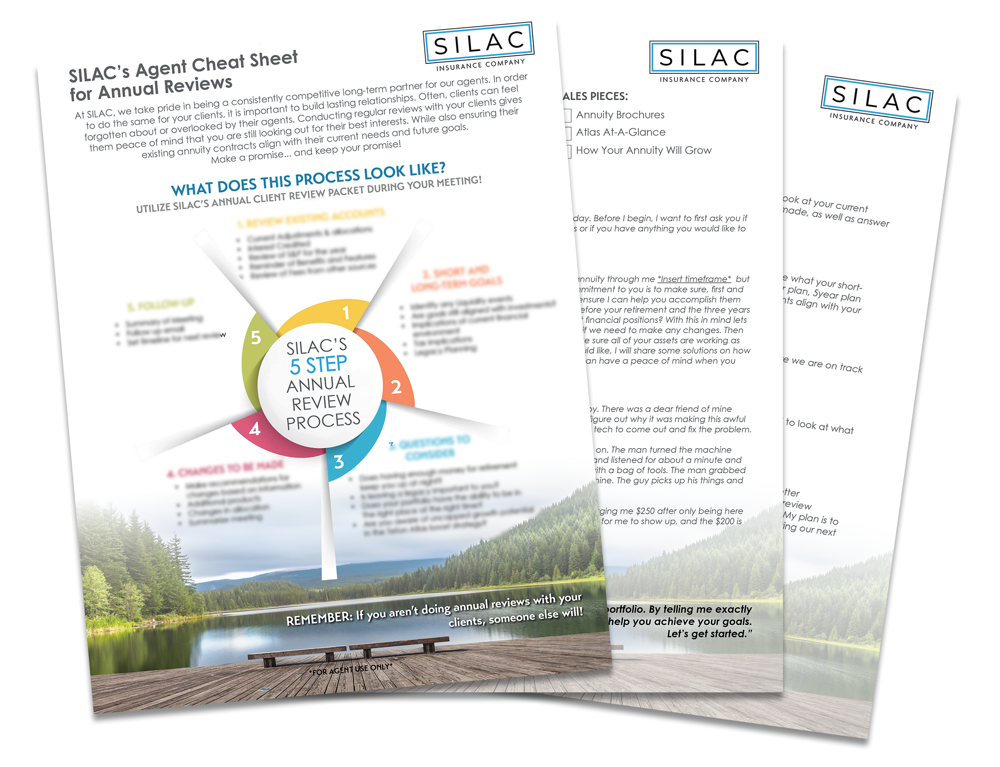 SILAC
INSURANCE COMPANY
SILAC's Agent Cheat Sheet
for Annual Reviews
At SILAC, we take pride in being a consistently competitive long-term partner for our agents. In order
to do the same for your clients, it is important to build lasting relationships. Often, clients can feel
forgotten about or overlooked by their agents. Conducting regular reviews with your clients gives
them peace of mind that you are still looking out for their best interests. While also ensuring their
existing annuity contracts align with their current needs and future goals.
Make a promise... and keep your promise!
WHAT DOES THIS PROCESS LOOK LIKE?
UTILIZE SILAC'S ANNUAL CLIENT REVIEW PACKET DURING YOUR MEETING!
1. REVIEW EXISTING ACCOUNTS
• Current Adjustments & allocations
• Interest Credited
• Review of S&P for the year
• Reminder of Benefits and Features
• Review of Fees from other sources
2. SHORT AND
LONG-TERM GOALS
• Identify any Liquidity events
• Are goals still aligned with investments?
• Implications of current financial
environment
• Tax Implications
• Legacy Planning
3. QUESTIONS TO
CONSIDER
• Does having enough money for retirement
keep you up at night?
• Is leaving a legacy important to you?
• Does your portfolio have the ability to be in
the right place at the right time?
• Are you aware of uncapped growth potential
in the Teton Atlas boost strategy?
4. CHANGES TO BE MADE
• Make recommendations for
changes based on information
• Additional products
• Changes in allocation
• Summarize meeting
5. FOLLOW-UP
• Summary of Meeting
• Follow up email
• Set timeline for next review
1
2
3
4
5
SILAC'S
5 STEP
ANNUAL
REVIEW
PROCESS
REMEMBER: If you aren't doing annual reviews with your
clients, someone else will!
*FOR AGENT USE ONLY*
SILAC
INSURANCE COMPANY
ALES PIECES:
Annuity Brochures
Atlas At-A-Glance
How Your Annuity Will Grow
day. Before I begin, I want to first ask you if
s or if you have anything you would like to
annuity through me *Insert timeframe* but
mitment to you is to make sure, first and
ensure I can help you accomplish them
efore your retirement and the three years
financial positions? With this in mind lets
if we need to make any changes. Then
e sure all of your assets are working as
uld like, I will share some solutions on how
an have a peace of mind when you
by. There was a dear friend of mine
figure out why it was making this awful
tech to come out and fix the problem.
on. The man turned the machine
and listened for about a minute and
with a bag of tools. The man grabbed
hine. The guy picks up his things and
rging me $250 after only being here
for me to show up, and the $200 is
portfolio. By telling me exactly
help you achieve your goals.
Let's get started."
SILAC
INSURANCE COMPANY
ook at your current
made, as well as answer
e what your short-
r plan, 5year plan
nts align with your
e we are on track
to look at what
etter
review
My plan is to
ing our next